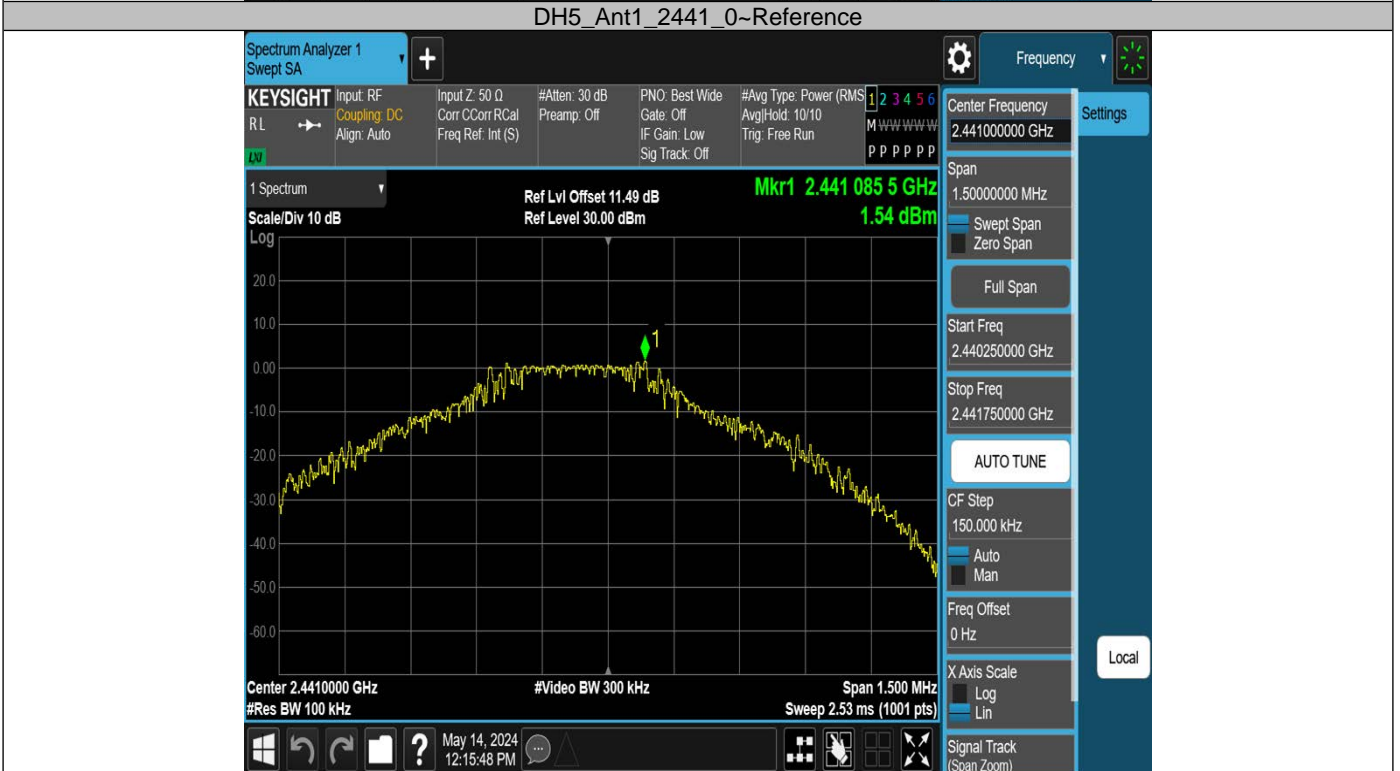 DH5_Ant1_2441_0~Reference
Spectrum Analyzer 1
Swept SA
+
Frequency
KEYSIGHT
R L
LXI
Input: RF
Coupling: DC
Align: Auto
Input Z: 50 Ω
Corr CCorr RCal
Freq Ref: Int (S)
#Atten: 30 dB
Preamp: Off
PNO: Best Wide
Gate: Off
IF Gain: Low
Sig Track: Off
#Avg Type: Power (RMS
Avg|Hold: 10/10
Trig: Free Run
1 2 3 4 5 6
M W W W W W
P P P P P P
1 Spectrum
Scale/Div 10 dB
Log
Ref Lvl Offset 11.49 dB
Ref Level 30.00 dBm
Mkr1 2.441 085 5 GHz
1.54 dBm
20.0
10.0
0.00
-10.0
-20.0
-30.0
-40.0
-50.0
-60.0
1
Center 2.4410000 GHz
#Res BW 100 kHz
#Video BW 300 kHz
Span 1.500 MHz
Sweep 2.53 ms (1001 pts)
Center Frequency
2.441000000 GHz
Settings
Span
1.50000000 MHz
Swept Span
Zero Span
Full Span
Start Freq
2.440250000 GHz
Stop Freq
2.441750000 GHz
AUTO TUNE
CF Step
150.000 kHz
Auto
Man
Freq Offset
0 Hz
X Axis Scale
Log
Lin
Local
Signal Track
(Span Zoom)
?
May 14, 2024
12:15:48 PM